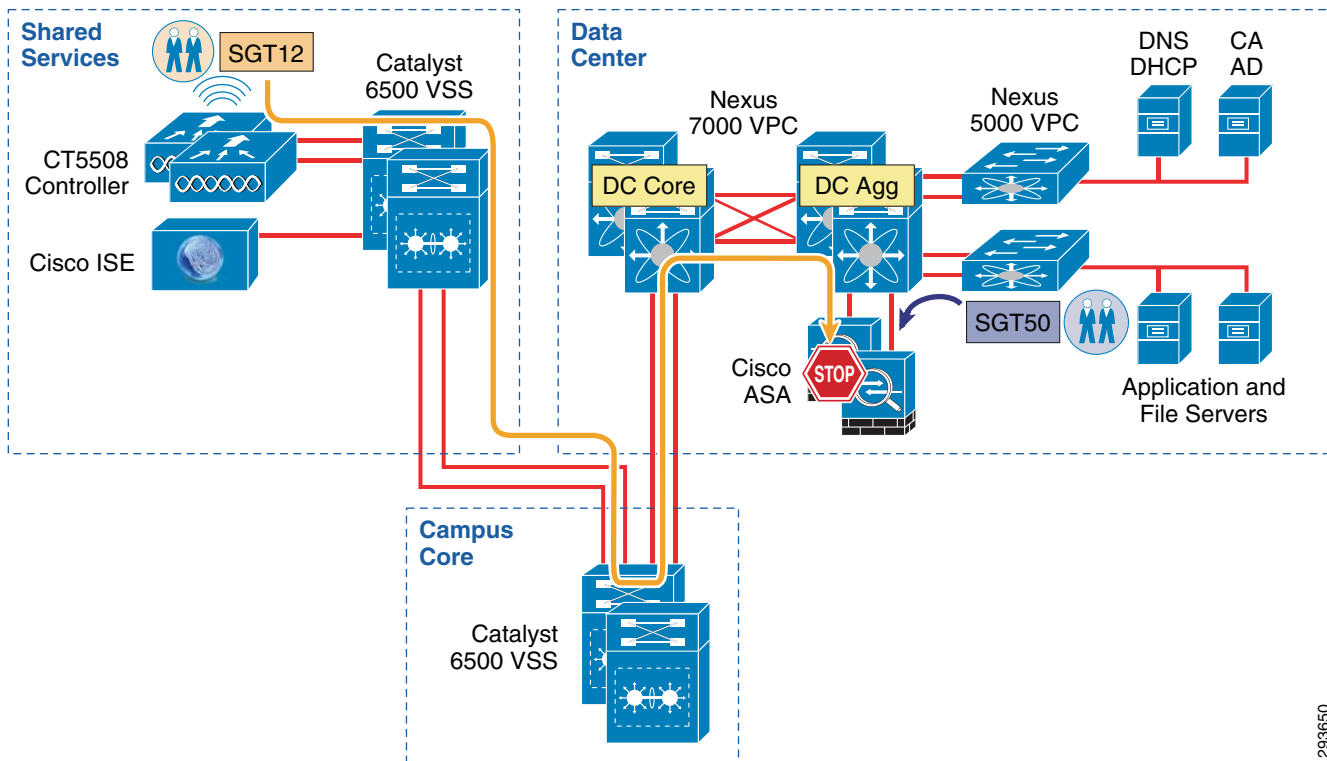 Shared
Services
SGT12
Catalyst
6500 VSS
CT5508
Controller
Cisco ISE
Data
Center
DNS
DHCP
CA
AD
Nexus
7000 VPC
Nexus
5000 VPC
DC Core
DC Agg
SGT50
Cisco
ASA
STOP
Application and
File Servers
Campus
Core
Catalyst
6500 VSS
293650